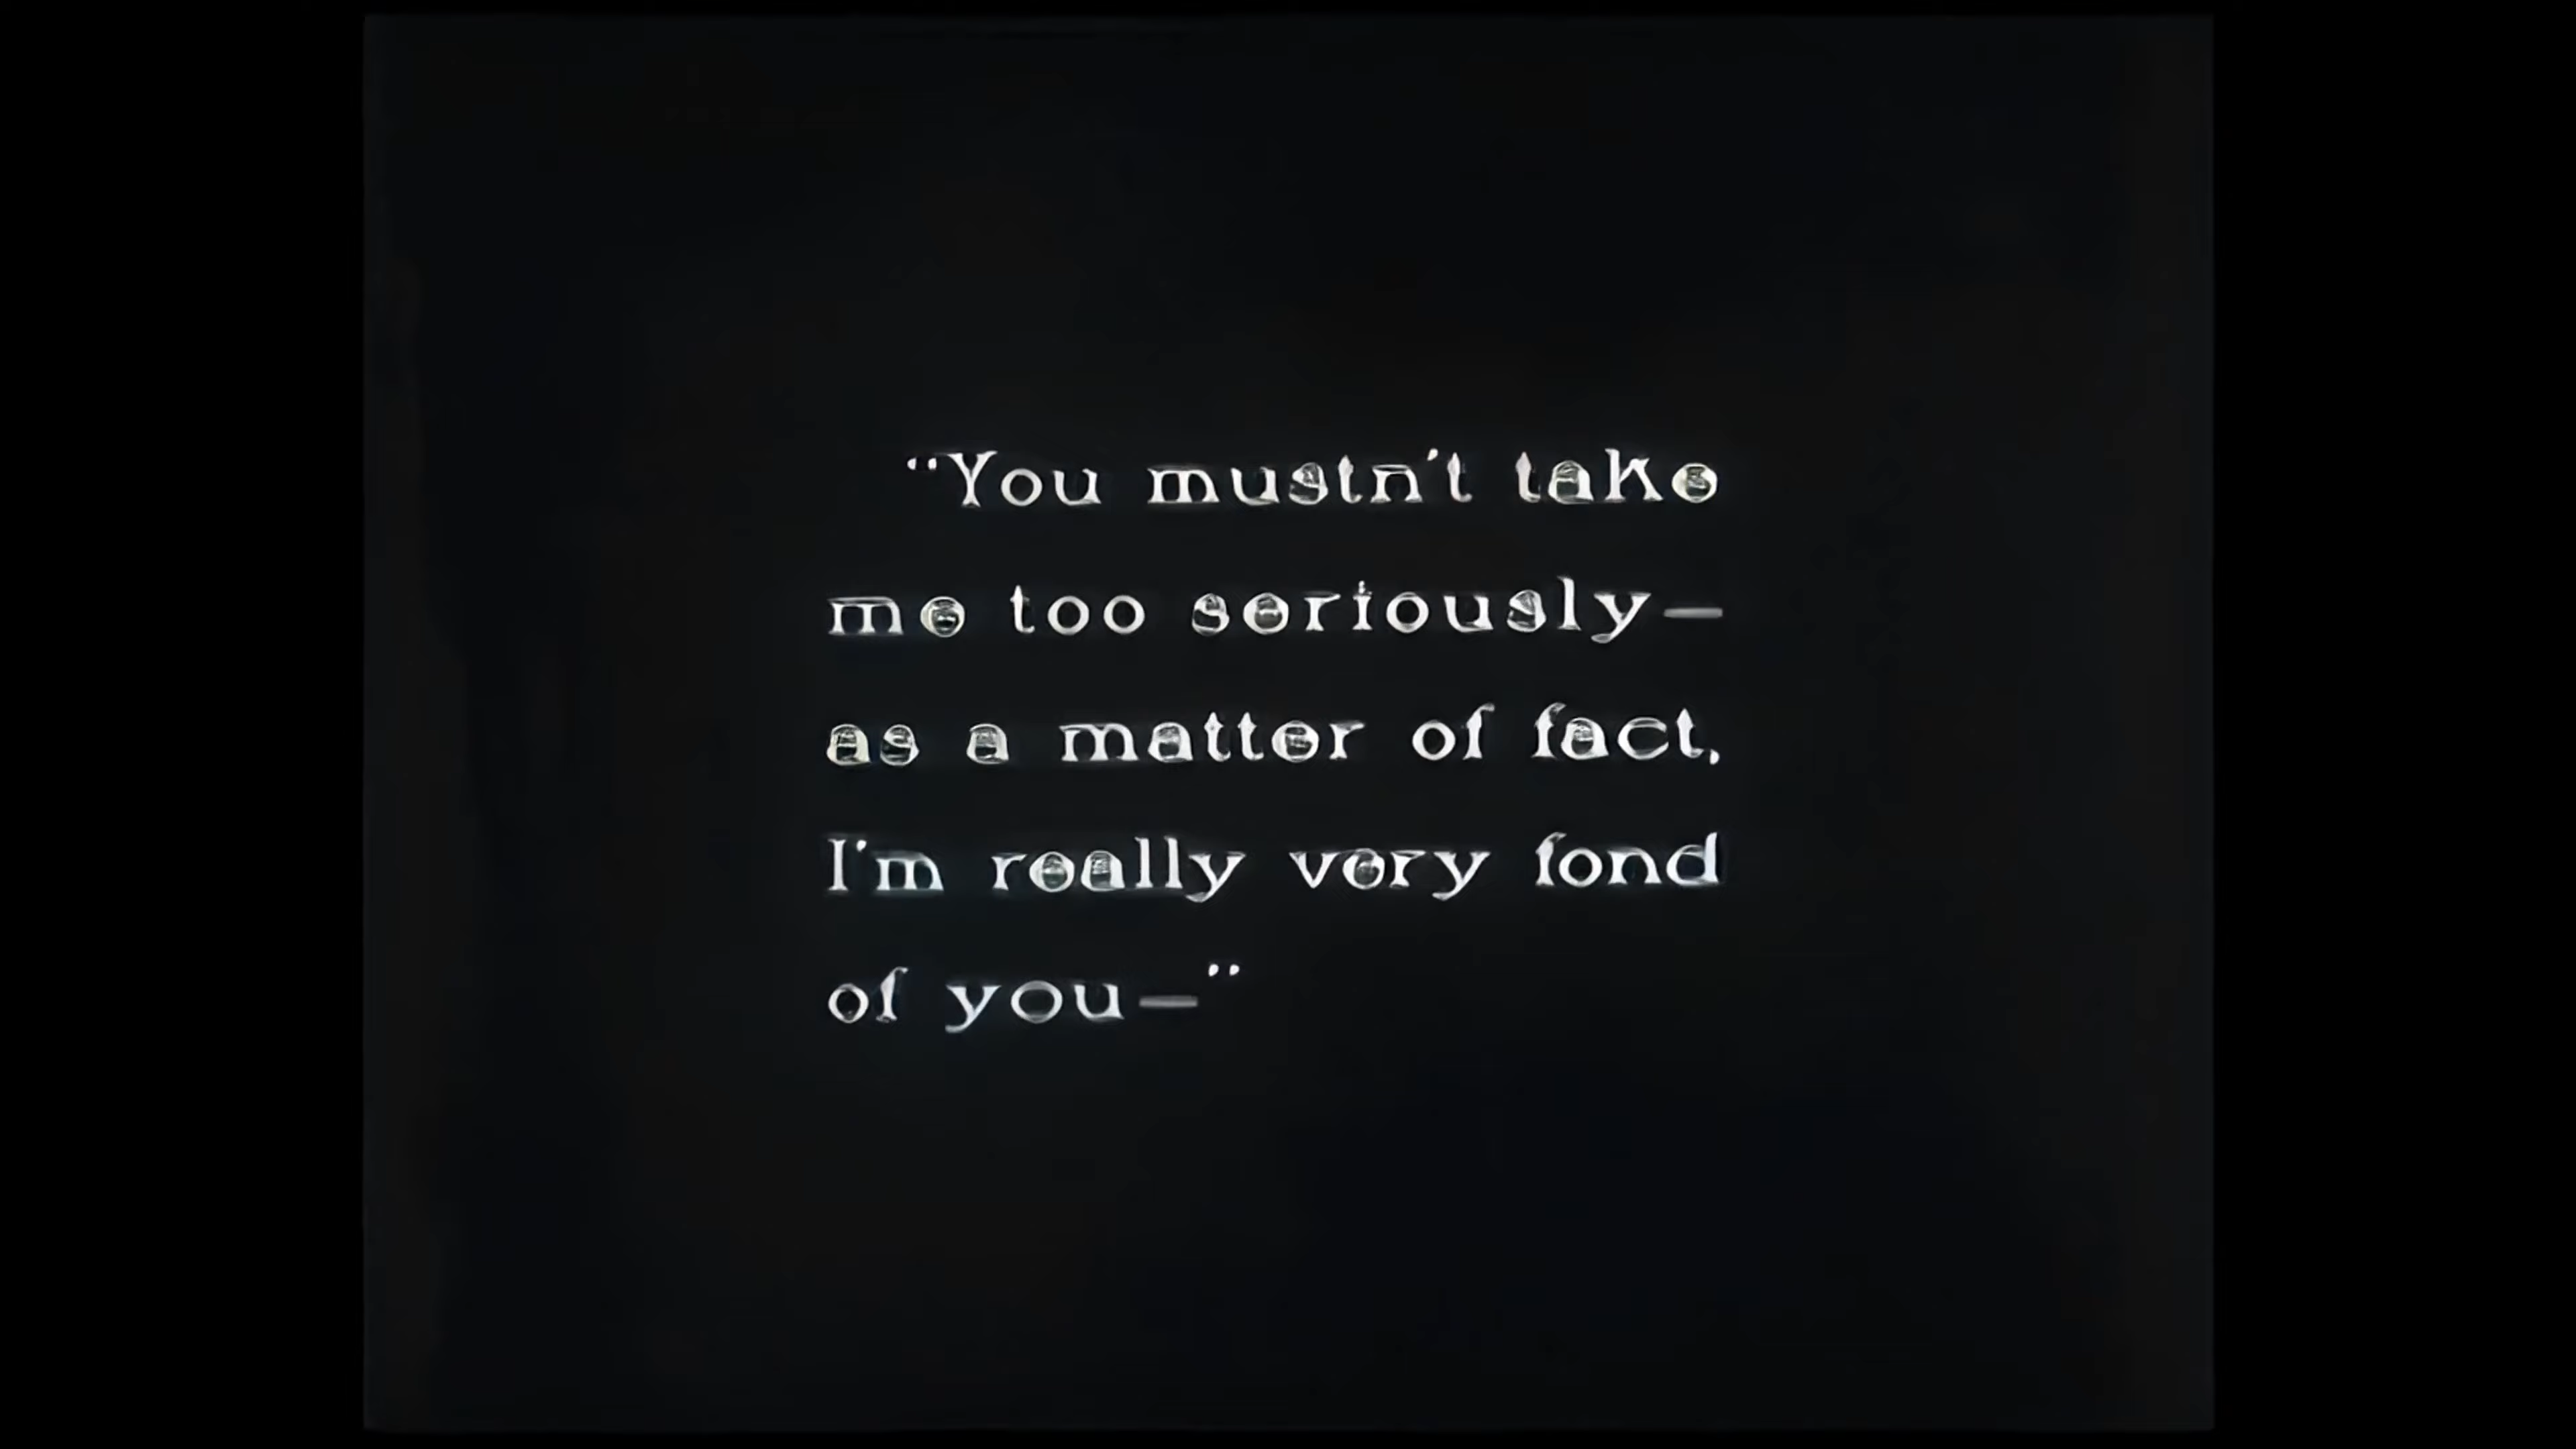 "You mustn't take
me too seriously—
as a matter of fact,
I'm really very fond
of you—"